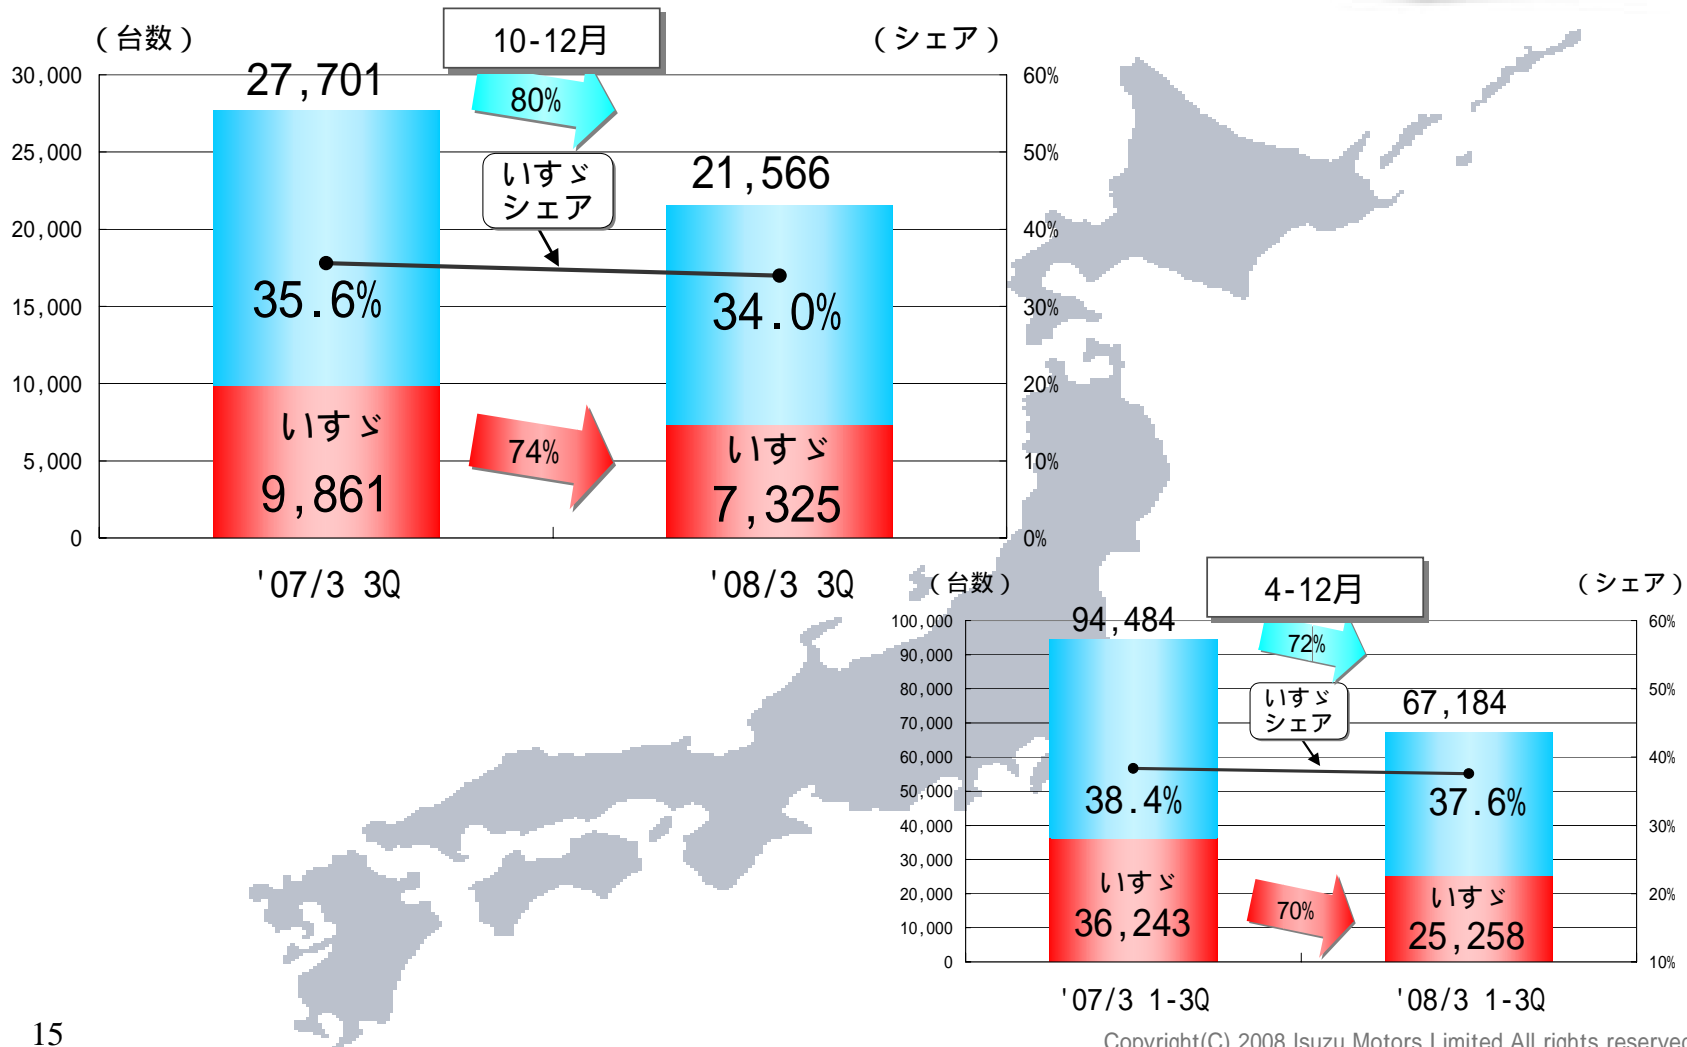 （台数）
10-12月
（シェア）
30,000
25,000
20,000
15,000
10,000
5,000
0
60%
50%
40%
30%
20%
10%
0%
27,701
80%
いすゞ
シェア
21,566
35.6%
34.0%
いすゞ
9,861
74%
いすゞ
7,325
'07/3 3Q
'08/3 3Q
（台数）
4-12月
（シェア）
100,000
90,000
80,000
70,000
60,000
50,000
40,000
30,000
20,000
10,000
0
60%
50%
40%
30%
20%
10%
94,484
72%
いすゞ
シェア
67,184
38.4%
37.6%
いすゞ
36,243
70%
いすゞ
25,258
'07/3 1-3Q
'08/3 1-3Q
15
Copyright(C) 2008 Isuzu Motors Limited All rights reserved